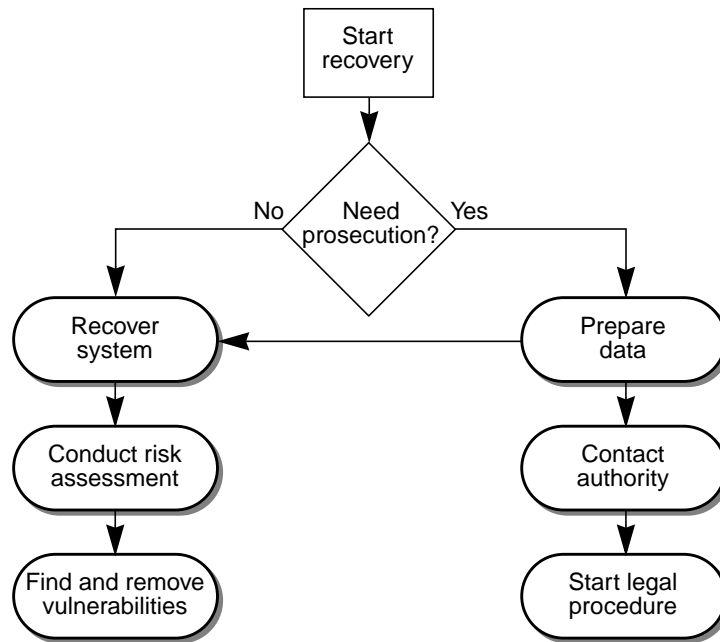 Start
recovery
No
Need
prosecution?
Yes
Recover
system
Prepare
data
Conduct risk
assessment
Contact
authority
Find and remove
vulnerabilities
Start legal
procedure